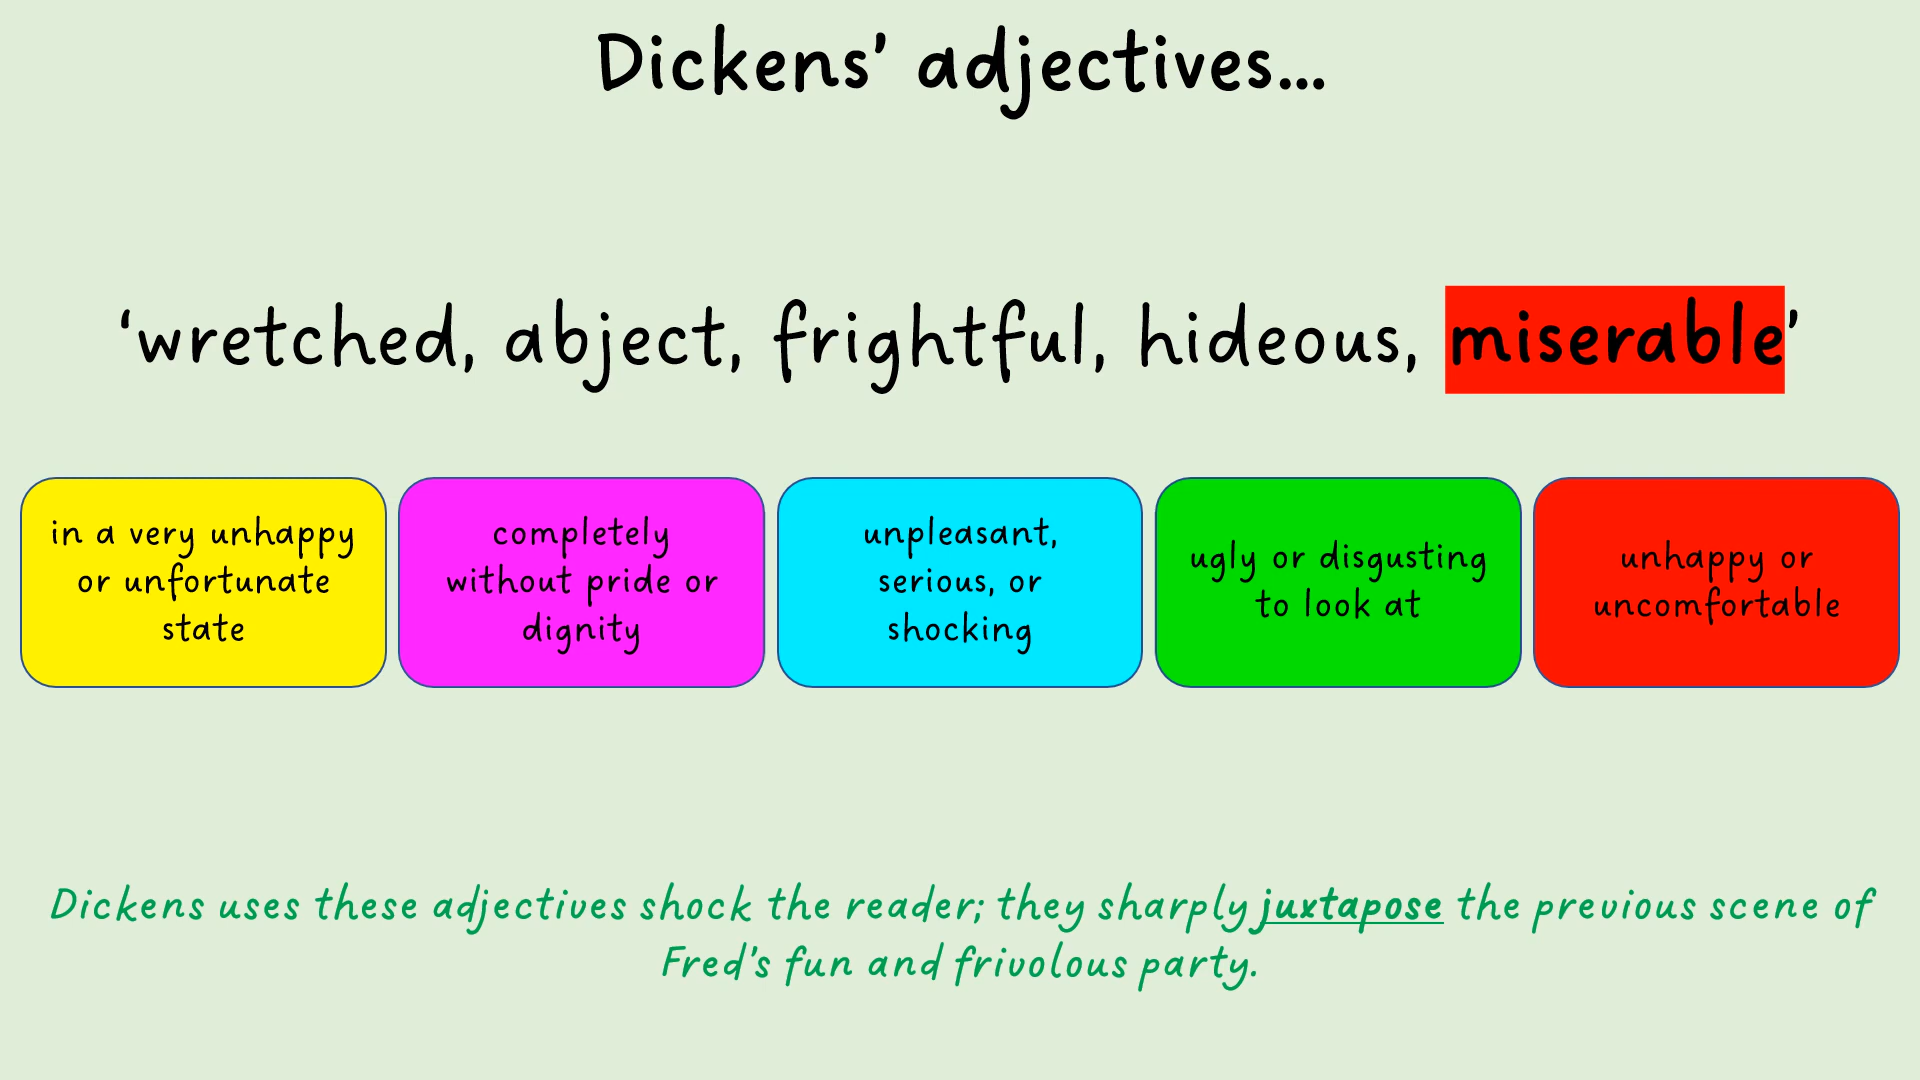 Dickens’ adjectives...
‘wretched, abject, frightful, hideous, miserable’
in a very unhappy
or unfortunate
state
completely
without pride or
dignity
unpleasant,
serious, or
shocking
ugly or disgusting
to look at
unhappy or
uncomfortable
Dickens uses these adjectives shock the reader; they sharply juxtapose the previous scene of
Fred's fun and frivolous party.